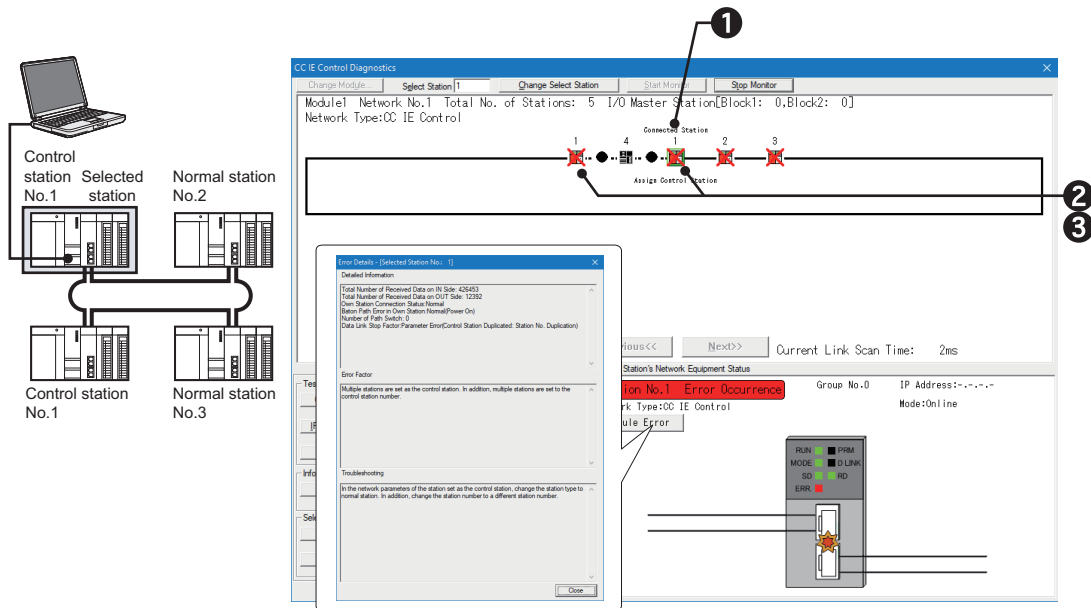 ❶
CC IE Control Diagnostics
Change Module...
Select Station 1
Change Select Station
Start Monitor
Stop Monitor
Module1 Network No.1 Total No. of Stations: 5 I/O Master Station[Block1: 0,Block2: 0]
Network Type:CC IE Control
Connected Station
1 4 1 2 3
Assign Control Station
❷
❸
Control
station Selected
No.1 station
Normal station
No.2
Control station
No.1
Normal station
No.3
Error Details - [Selected Station No.: 1]
Detailed Information
Total Number of Received Data on IN Side: 426453
Total Number of Received Data on OUT Side: 12392
Own Station Connection Status:Normal
Baton Path Error in Own Station Normal(Power On)
Number of Path Switch: 0
Data Link Stop Factor:Parameter Error(Control Station Duplicated: Station No. Duplication)
Error Factor
Multiple stations are set as the control station. In addition, multiple stations are set to the
control station number.
Troubleshooting
In the network parameters of the station set as the control station, change the station type to
normal station. In addition, change the station number to a different station number.
Close
Next>>
Current Link Scan Time: 2ms
Station's Network Equipment Status
No.1 Error Occurrence
Group No.0
IP Address:-.-.-.-
Type:CC IE Control
Mode:Online
Error
RUN PRM
MODE D LINK
SD RD
ERR.